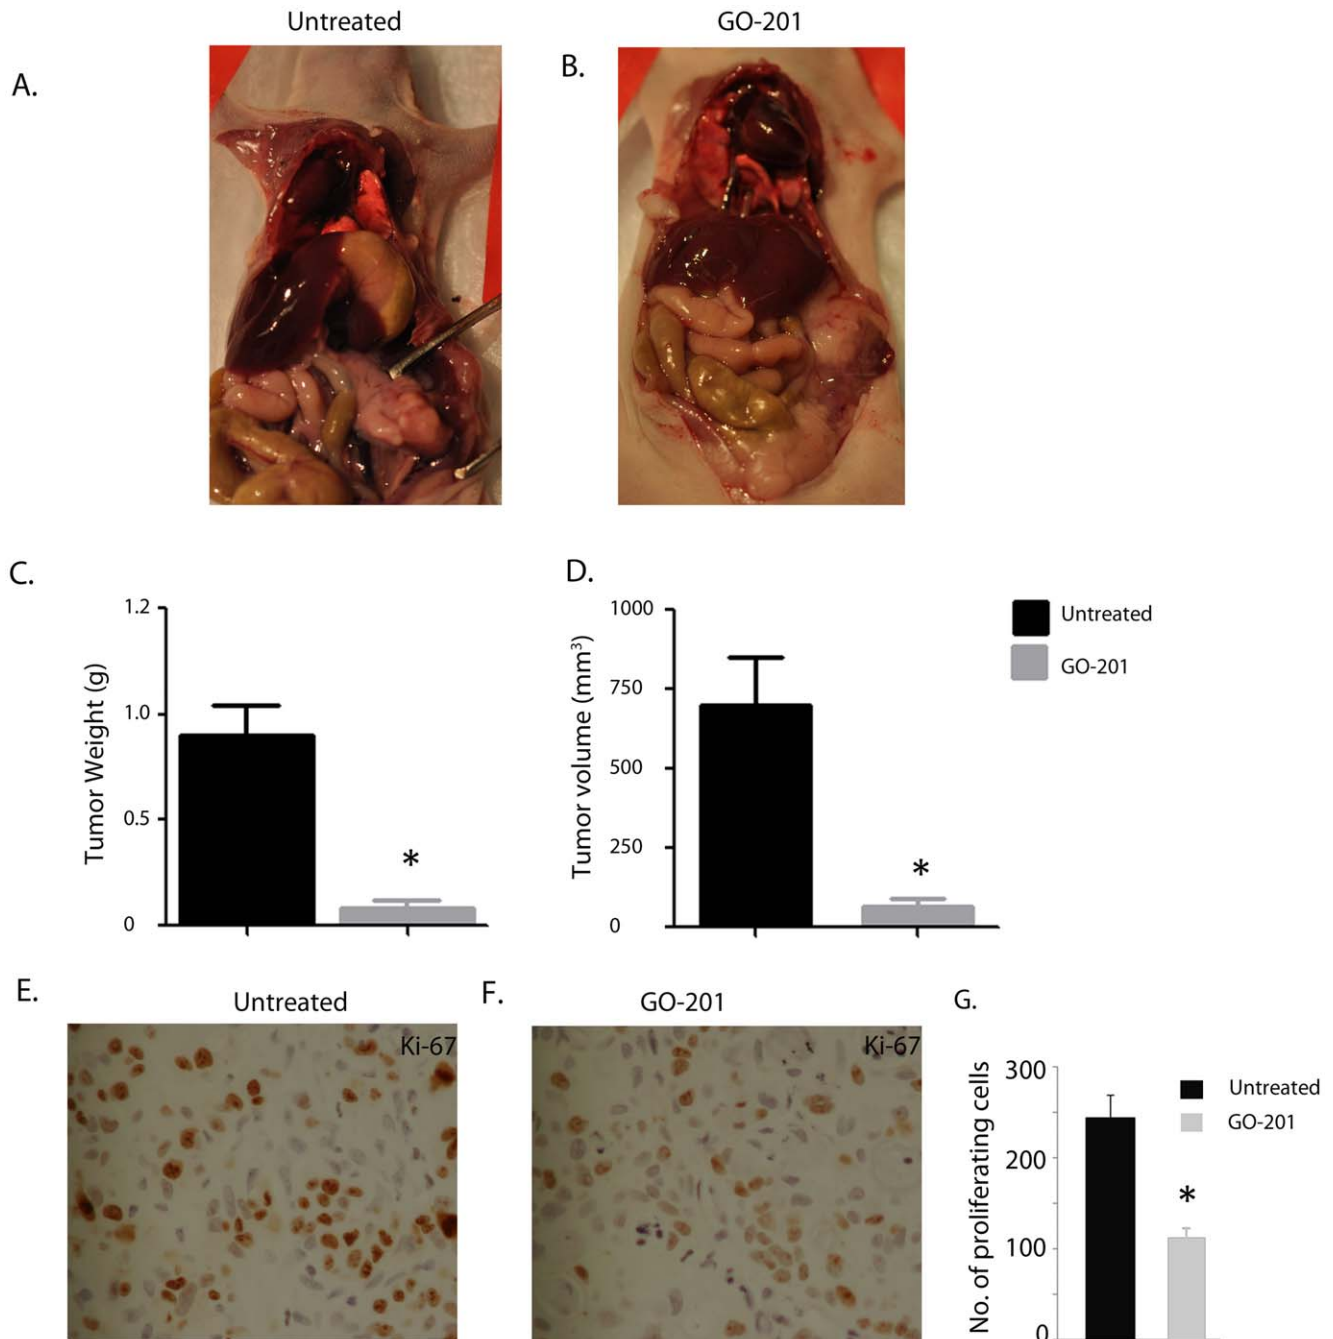 Untreated
GO-201
A.
B.
C.
Tumor Weight (g)
1.2
1.0
0.5
0
*
D.
Tumor volume (mm³)
1000
750
500
250
0
*
Untreated
GO-201
E.
Untreated
Ki-67
F.
GO-201
Ki-67
G.
No. of proliferating cells
300
200
100
0
*
Untreated
GO-201